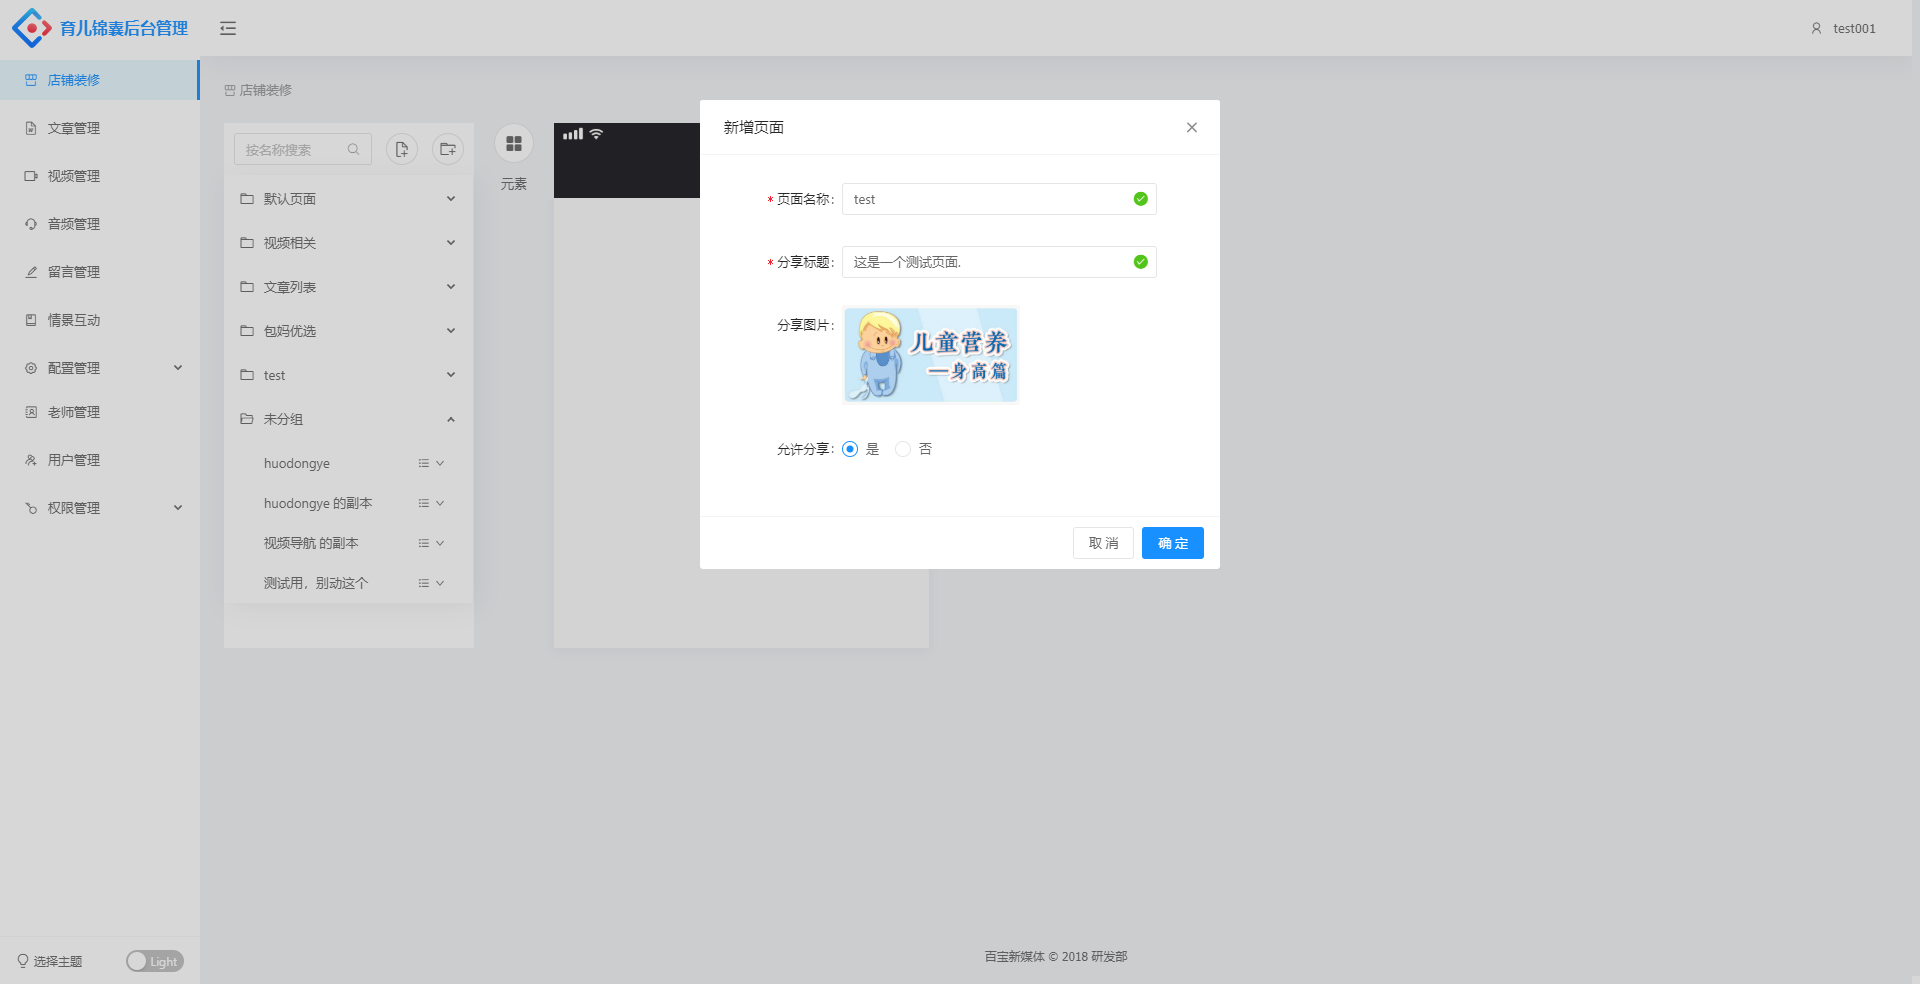 育儿锦囊后台管理
test001
店铺装修
文章管理
视频管理
音频管理
留言管理
情景互动
配置管理
老师管理
用户管理
权限管理
选择主题
Light
店铺装修
按名称搜索
默认页面
视频相关
文章列表
包妈优选
test
未分组
huodongye
huodongye 的副本
视频导航 的副本
测试用，别动这个
元素
新增页面
* 页面名称:
test
* 分享标题:
这是一个测试页面.
分享图片:
儿童营养
—身高篇
允许分享:
是
否
取 消
确 定
百宝新媒体 © 2018 研发部